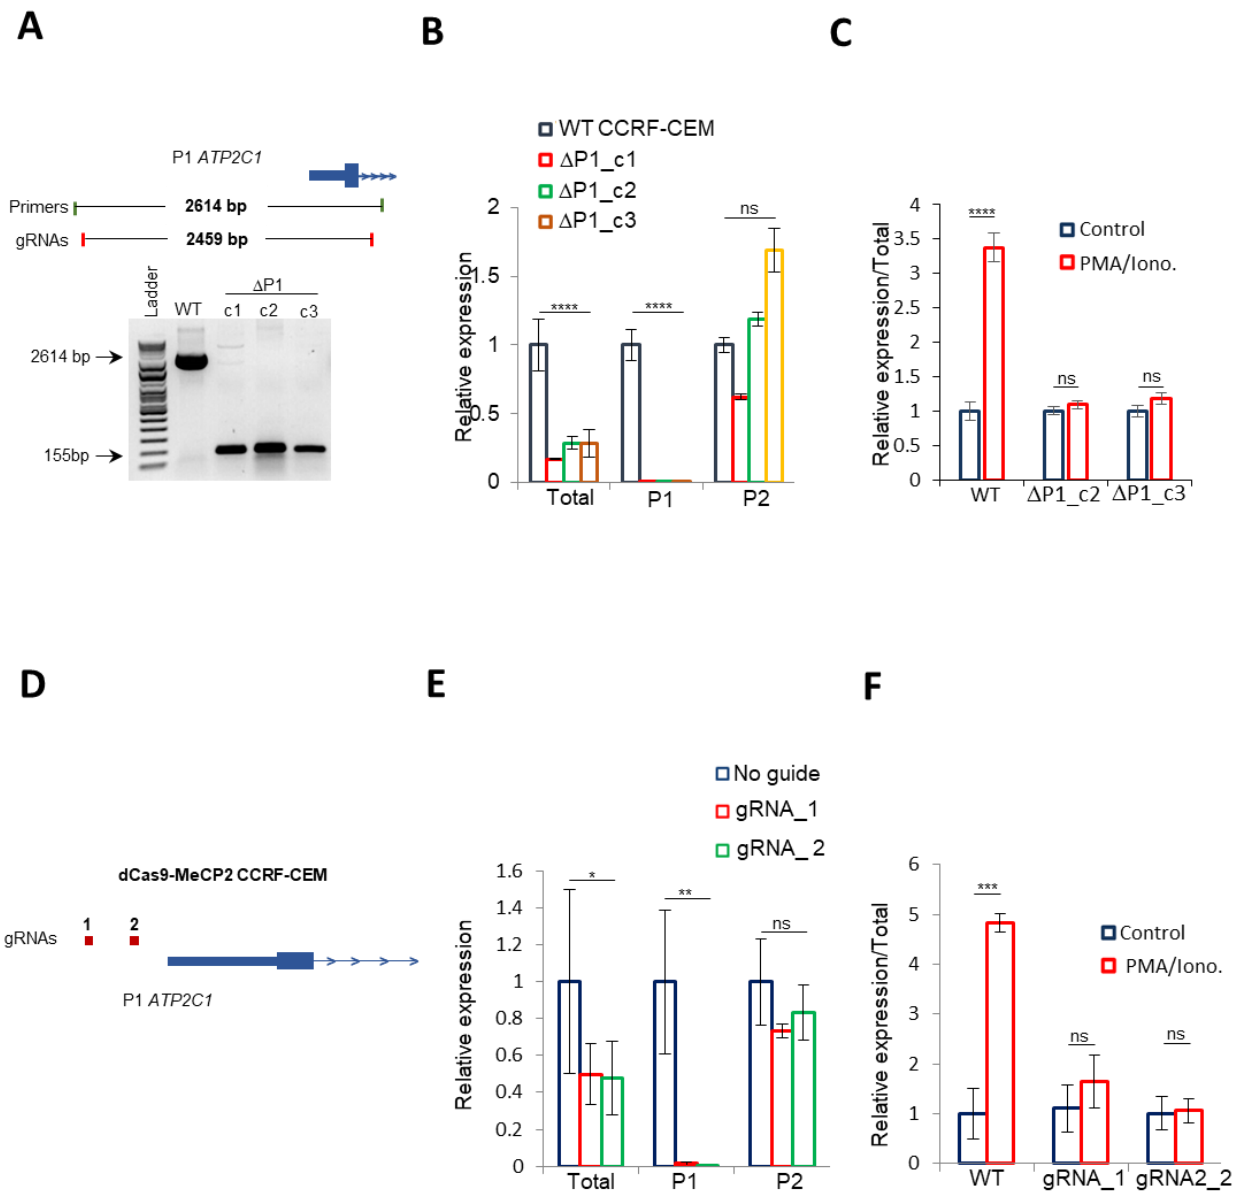 A
P1 ATP2C1
Primers
2614 bp
gRNAs
2459 bp
Ladder
WT
ΔP1
c1 c2 c3
2614 bp
155bp
B
WT CCRF-CEM
ΔP1_c1
ΔP1_c2
ΔP1_c3
Relative expression
2
1.5
1
0.5
0
****
****
ns
Total P1 P2
C
Relative expression/Total
4
3.5
3
2.5
2
1.5
1
0.5
0
****
ns
ns
Control
PMA/Iono.
WT ΔP1_c2 ΔP1_c3
D
dCas9-MeCP2 CCRF-CEM
1 2
gRNAs
P1 ATP2C1
E
No guide
gRNA_1
gRNA_ 2
Relative expression
1.6
1.4
1.2
1
0.8
0.6
0.4
0.2
0
*
**
ns
Total P1 P2
F
Relative expression/Total
6
5
4
3
2
1
0
***
ns
ns
Control
PMA/Iono.
WT gRNA_1 gRNA2_2